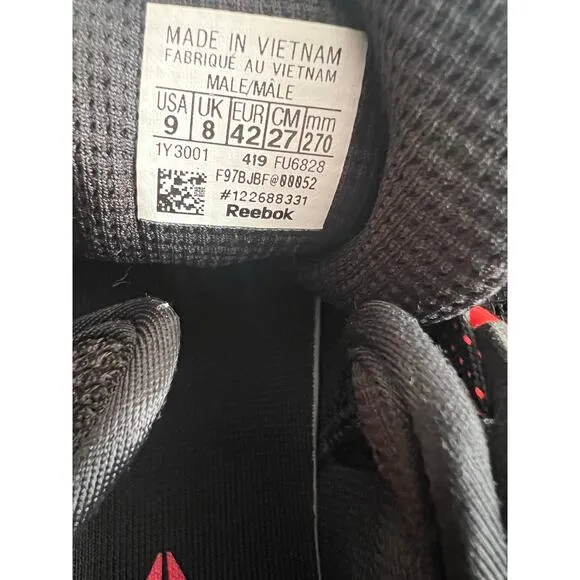 MADE IN VIETNAM
FABRIQUÉ AU VIETNAM
MALE/MÂLE
USA UK EUR CM mm
9 8 42 27 270
1Y3001 419 FU6828
F97BJBF@00052
#122688331
Reebok